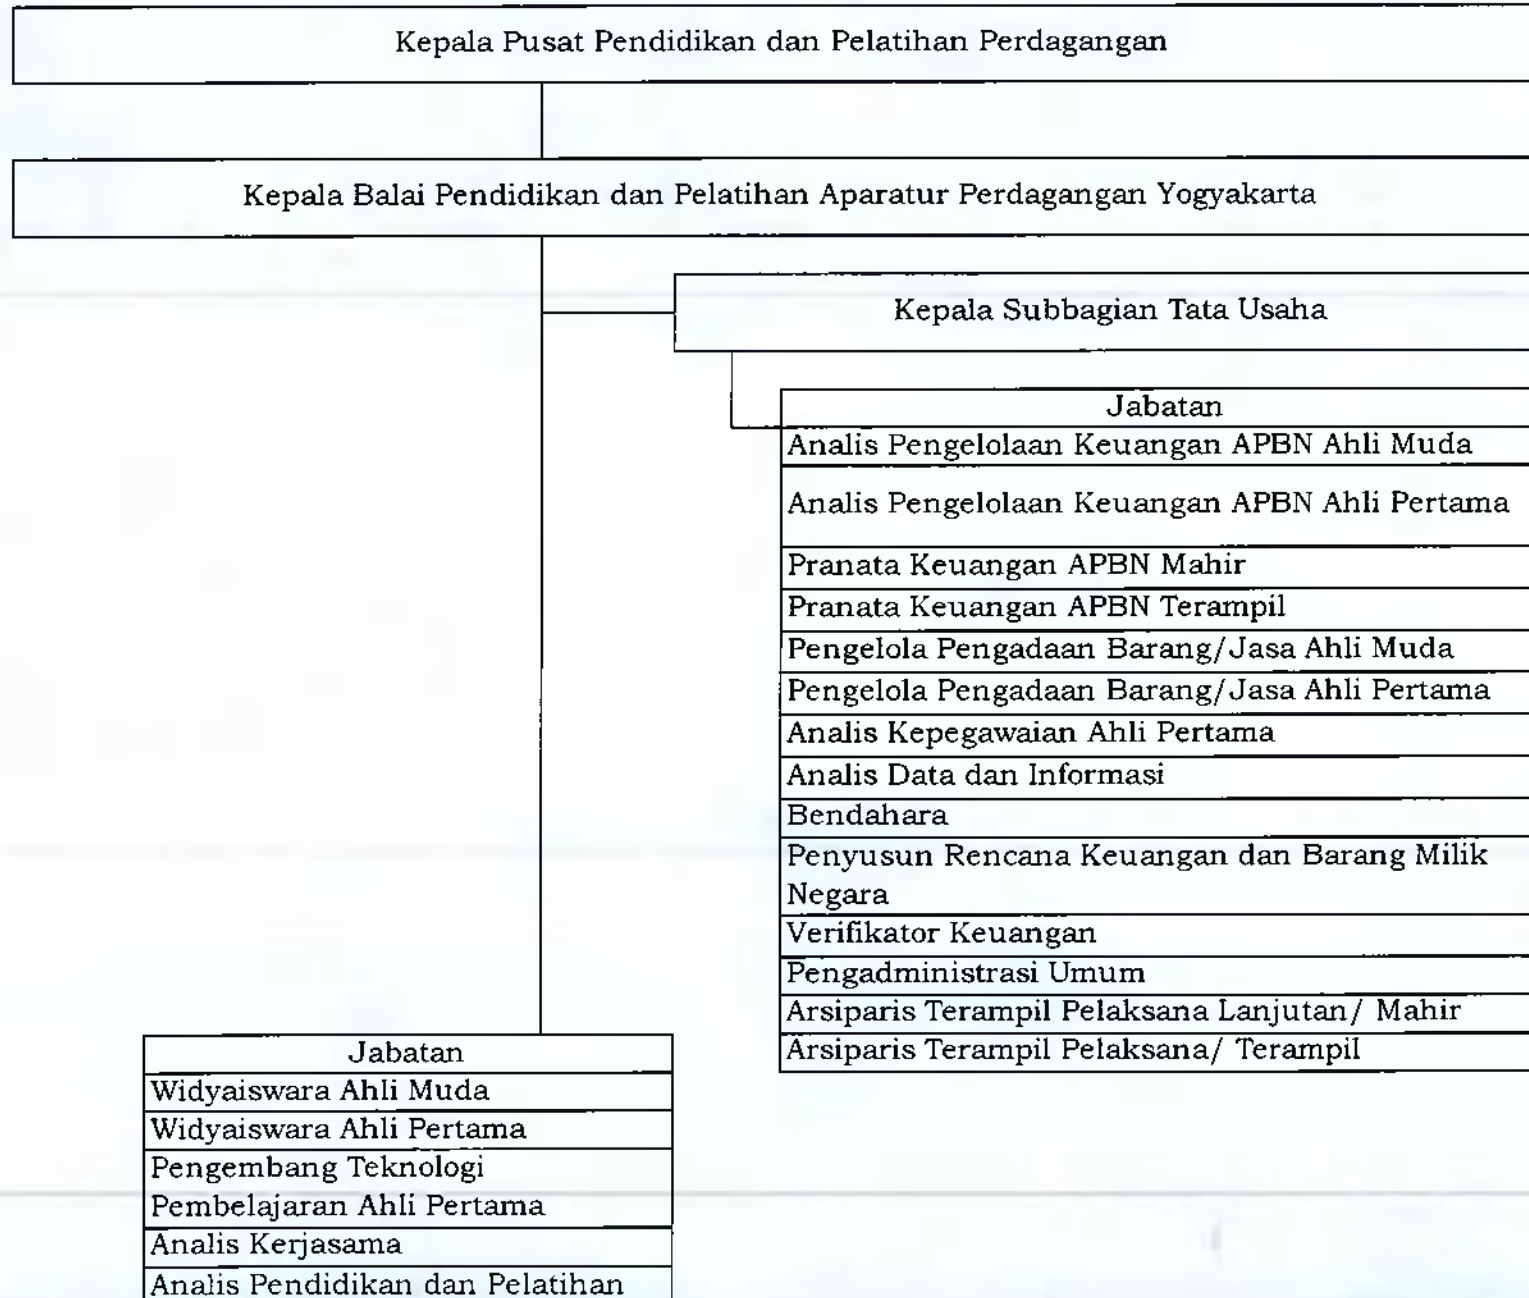 Kepala Pusat Pendidikan dan Pelatihan Perdagangan
Kepala Balai Pendidikan dan Pelatihan Aparatur Perdagangan Yogyakarta
Kepala Subbagian Tata Usaha
Jabatan
Analis Pengelolaan Keuangan APBN Ahli Muda
Analis Pengelolaan Keuangan APBN Ahli Pertama
Pranata Keuangan APBN Mahir
Pranata Keuangan APBN Terampil
Pengelola Pengadaan Barang/Jasa Ahli Muda
Pengelola Pengadaan Barang/Jasa Ahli Pertama
Analis Kepegawaian Ahli Pertama
Analis Data dan Informasi
Bendahara
Penyusun Rencana Keuangan dan Barang Milik
Negara
Verifikator Keuangan
Pengadministrasi Umum
Arsiparis Terampil Pelaksana Lanjutan/ Mahir
Arsiparis Terampil Pelaksana/ Terampil
Jabatan
Widyaiswara Ahli Muda
Widyaiswara Ahli Pertama
Pengembang Teknologi
Pembelajaran Ahli Pertama
Analis Kerjasama
Analis Pendidikan dan Pelatihan